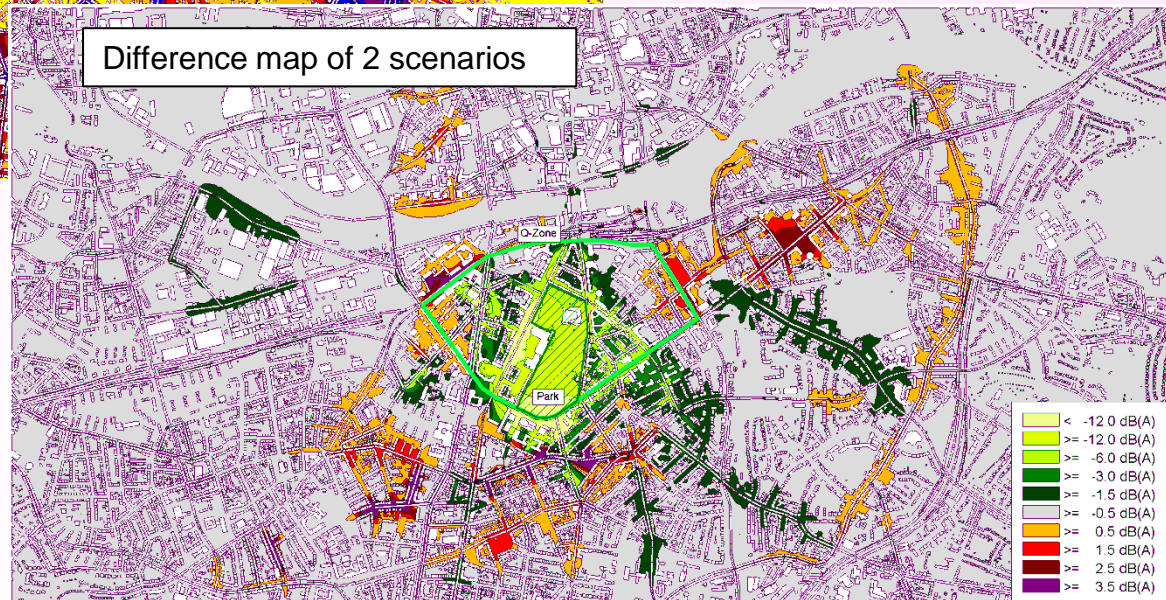 Difference map of 2 scenarios
Q-Zone
Park
< -12.0 dB(A)
>= -12.0 dB(A)
>= -6.0 dB(A)
>= -3.0 dB(A)
>= -1.5 dB(A)
>= -0.5 dB(A)
>= 0.5 dB(A)
>= 1.5 dB(A)
>= 2.5 dB(A)
>= 3.5 dB(A)